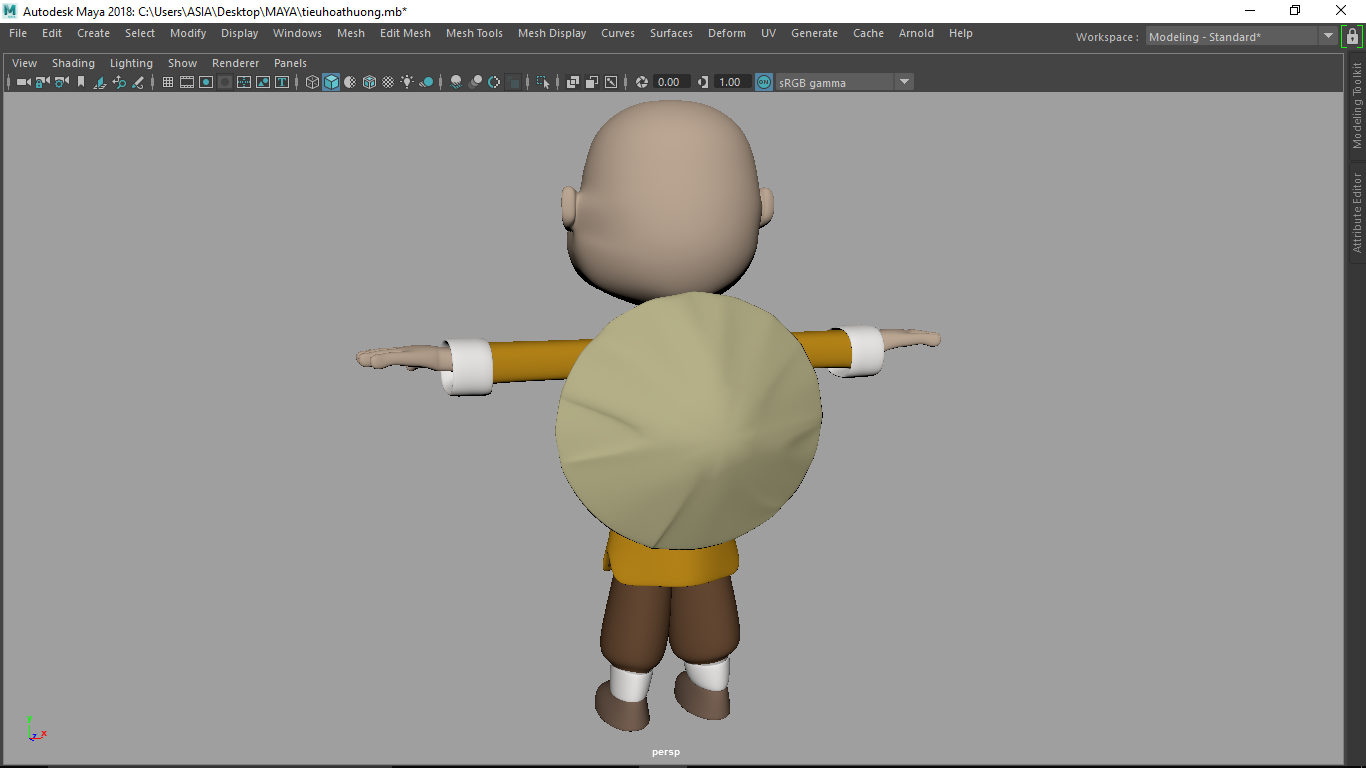 Autodesk Maya 2018: C:\Users\ASIA\Desktop\MAYA\tieuhoathuong.mb*
File Edit Create Select Modify Display Windows Mesh Edit Mesh Mesh Tools Mesh Display Curves Surfaces Deform UV Generate Cache Arnold Help Workspace : Modeling - Standard*
View Shading Lighting Show Renderer Panels
0.00 1.00 ON sRGB gamma
Modeling Toolkit
Attribute Editor
persp